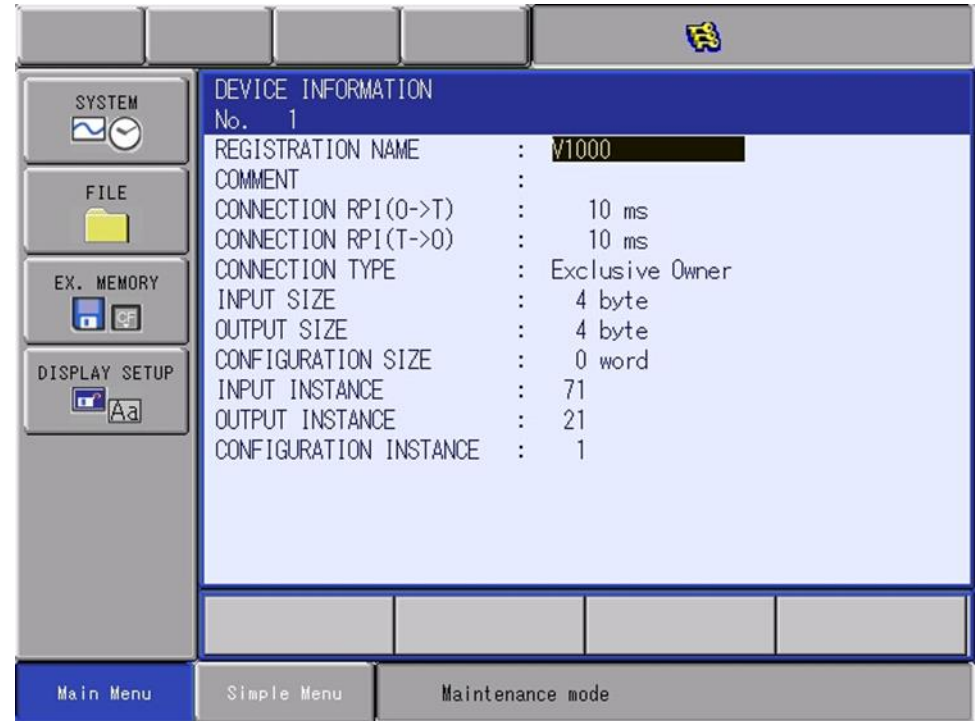 SYSTEM
FILE
EX. MEMORY
CF
DISPLAY SETUP
Aa
DEVICE INFORMATION
No. 1
REGISTRATION NAME : V1000
COMMENT :
CONNECTION RPI(O->T) : 10 ms
CONNECTION RPI(T->O) : 10 ms
CONNECTION TYPE : Exclusive Owner
INPUT SIZE : 4 byte
OUTPUT SIZE : 4 byte
CONFIGURATION SIZE : 0 word
INPUT INSTANCE : 71
OUTPUT INSTANCE : 21
CONFIGURATION INSTANCE : 1
Main Menu
Simple Menu
Maintenance mode